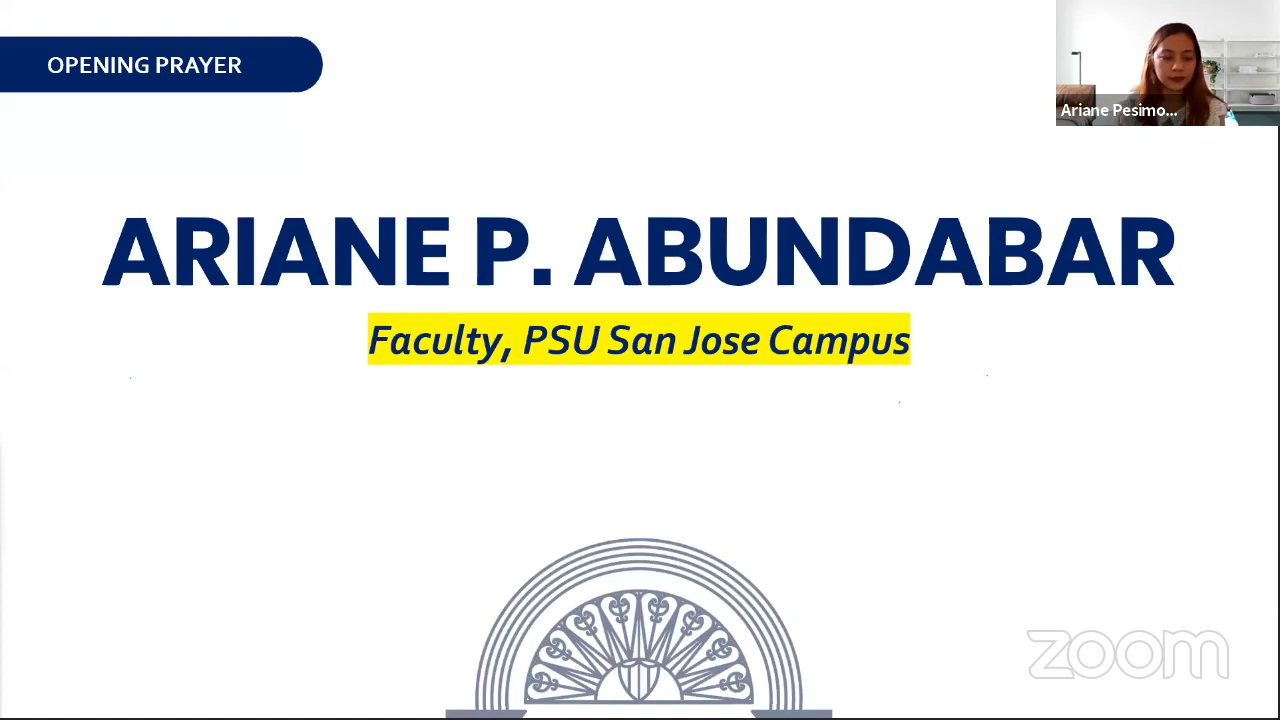 OPENING PRAYER
Ariane Pesimo...
ARIANE P. ABUNDABAR
Faculty, PSU San Jose Campus
zoom